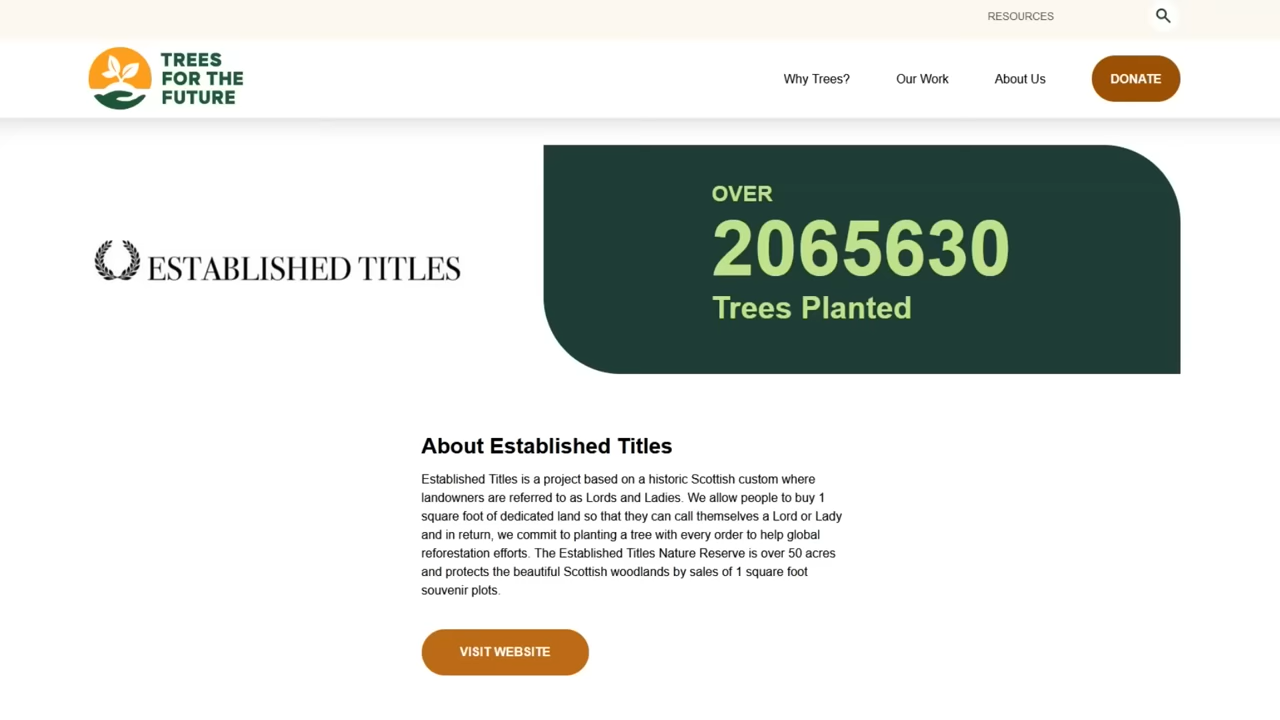 RESOURCES
TREES
FOR THE
FUTURE
Why Trees?
Our Work
About Us
DONATE
ESTABLISHED TITLES
OVER
2065630
Trees Planted
About Established Titles
Established Titles is a project based on a historic Scottish custom where
landowners are referred to as Lords and Ladies. We allow people to buy 1
square foot of dedicated land so that they can call themselves a Lord or Lady
and in return, we commit to planting a tree with every order to help global
reforestation efforts. The Established Titles Nature Reserve is over 50 acres
and protects the beautiful Scottish woodlands by sales of 1 square foot
souvenir plots.
VISIT WEBSITE